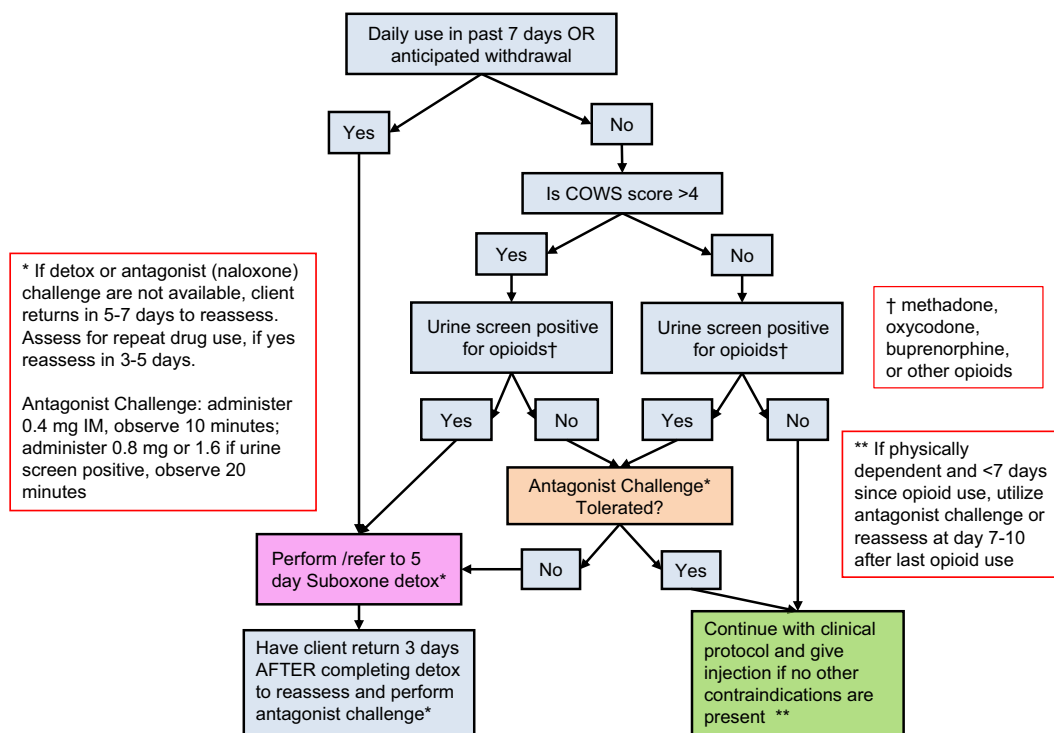 Daily use in past 7 days OR
anticipated withdrawal
Yes
No
Is COWS score >4
Yes
No
* If detox or antagonist (naloxone)
challenge are not available, client
returns in 5-7 days to reassess.
Assess for repeat drug use, if yes
reassess in 3-5 days.
Antagonist Challenge: administer
0.4 mg IM, observe 10 minutes;
administer 0.8 mg or 1.6 if urine
screen positive, observe 20
minutes
Urine screen positive
for opioids†
Urine screen positive
for opioids†
† methadone,
oxycodone,
buprenorphine,
or other opioids
Yes
No
Yes
No
Antagonist Challenge*
Tolerated?
** If physically
dependent and <7 days
since opioid use, utilize
antagonist challenge or
reassess at day 7-10
after last opioid use
Perform /refer to 5
day Suboxone detox*
No
Yes
Have client return 3 days
AFTER completing detox
to reassess and perform
antagonist challenge*
Continue with clinical
protocol and give
injection if no other
contraindications are
present **